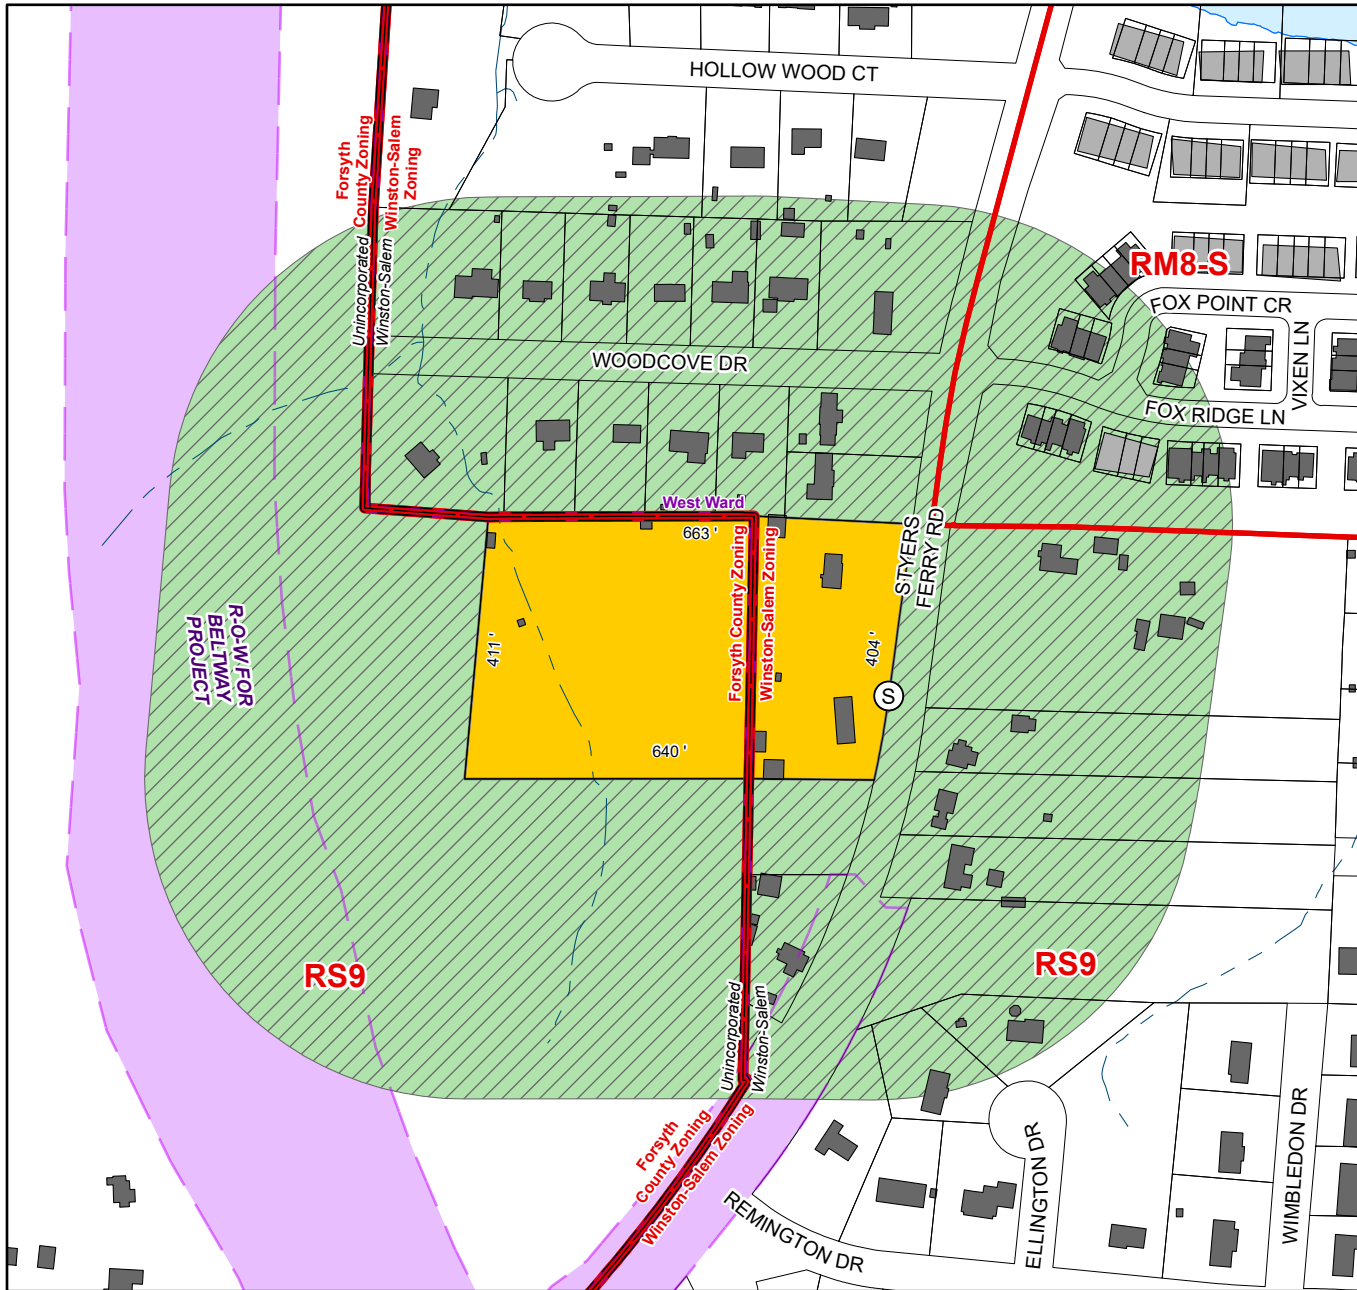 HOLLOW WOOD CT
Forsyth
County Zoning
Winston-Salem
Zoning
Unincorporated
Winston-Salem
RM8-S
FOX POINT CR
VIXEN LN
WOODCOVE DR
FOX RIDGE LN
West Ward
663 '
STYERS
FERRY RD
Forsyth County Zoning
Winston-Salem Zoning
411 '
404 '
R-O-W FOR
BELTWAY
PROJECT
S
640 '
RS9
RS9
Unincorporated
Winston-Salem
Forsyth
County Zoning
Winston-Salem Zoning
REMINGTON DR
ELLINGTON DR
WIMBLEDON DR